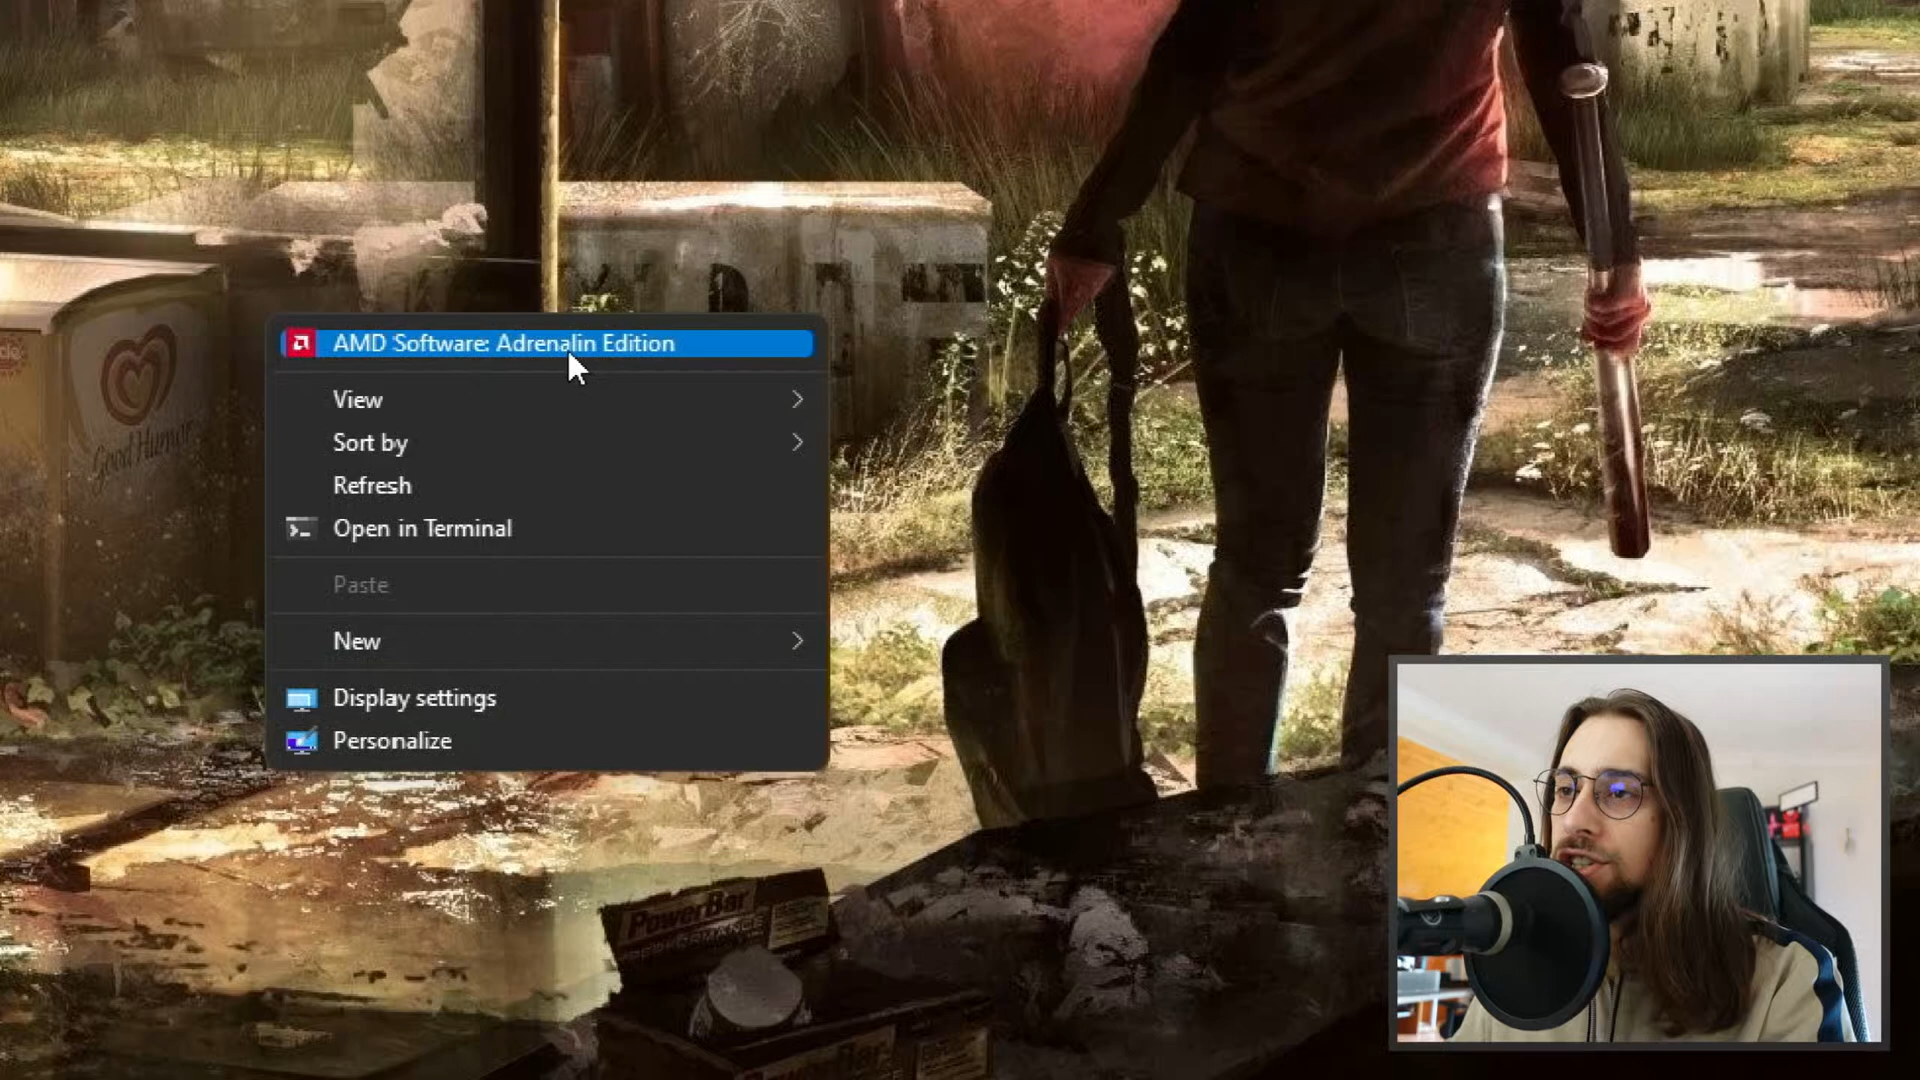 AMD Software: Adrenalin Edition
View
Sort by
Refresh
Open in Terminal
Paste
New
Display settings
Personalize
Good Humor
PowerBar